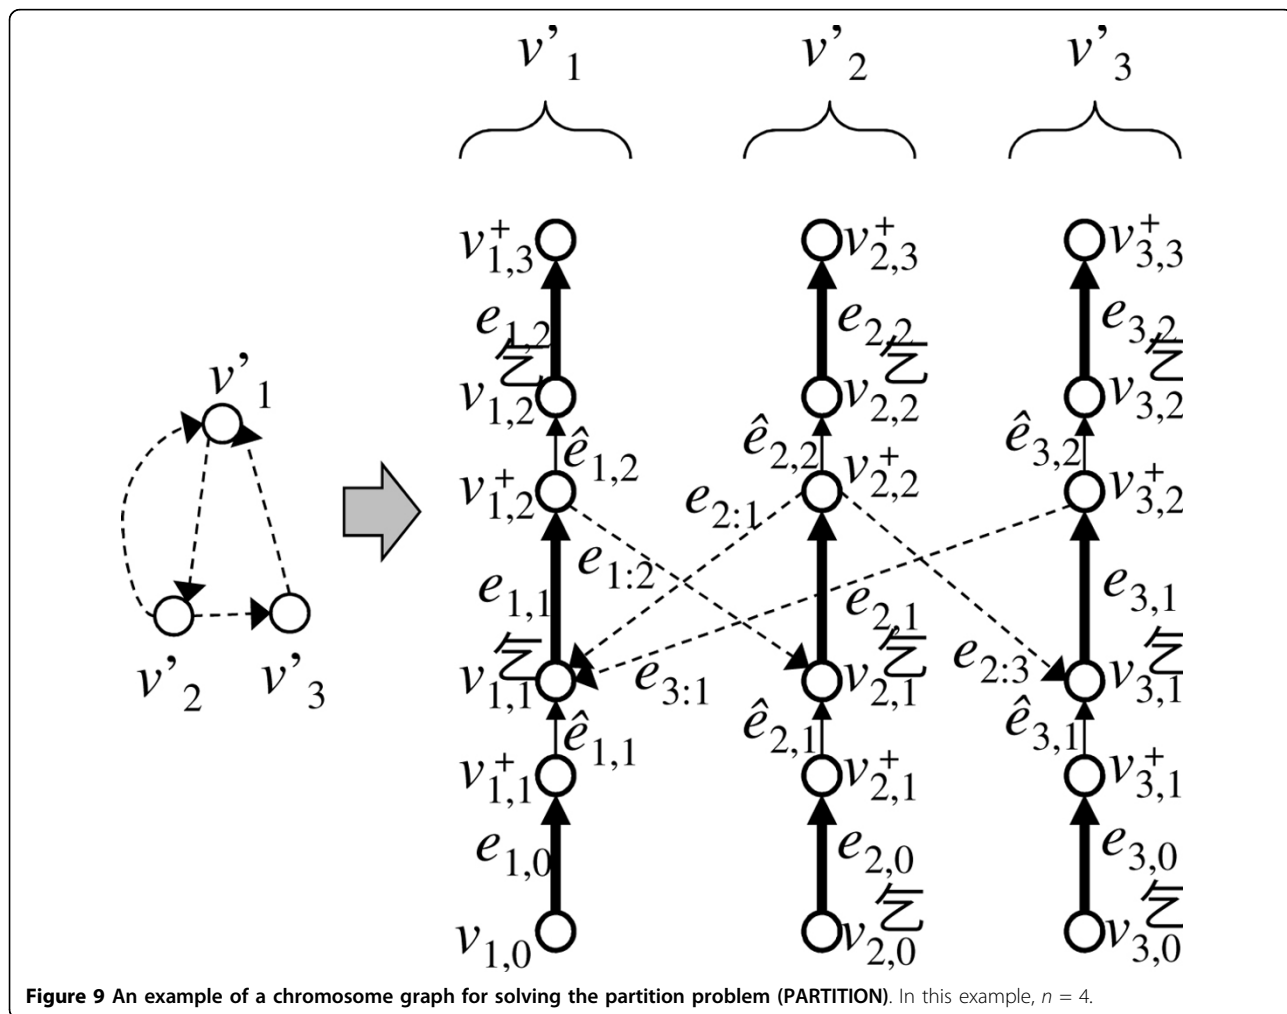 v’1 v’2 v’3
v+1,3 v+2,3 v+3,3
e1,2 e2,2 e3,2
v1,2 v2,2 v3,2
ê1,2 ê2,2 ê3,2
v+1,2 v+2,2 v+3,2
e2:1
e1:2
e1,1 e2,1 e3,1
e3:1 e2:3
v1,1 v2,1 v3,1
ê1,1 ê2,1 ê3,1
v+1,1 v+2,1 v+3,1
e1,0 e2,0 e3,0
v1,0 v2,0 v3,0
v’1
v’2 v’3
Figure 9 An example of a chromosome graph for solving the partition problem (PARTITION). In this example, n = 4.